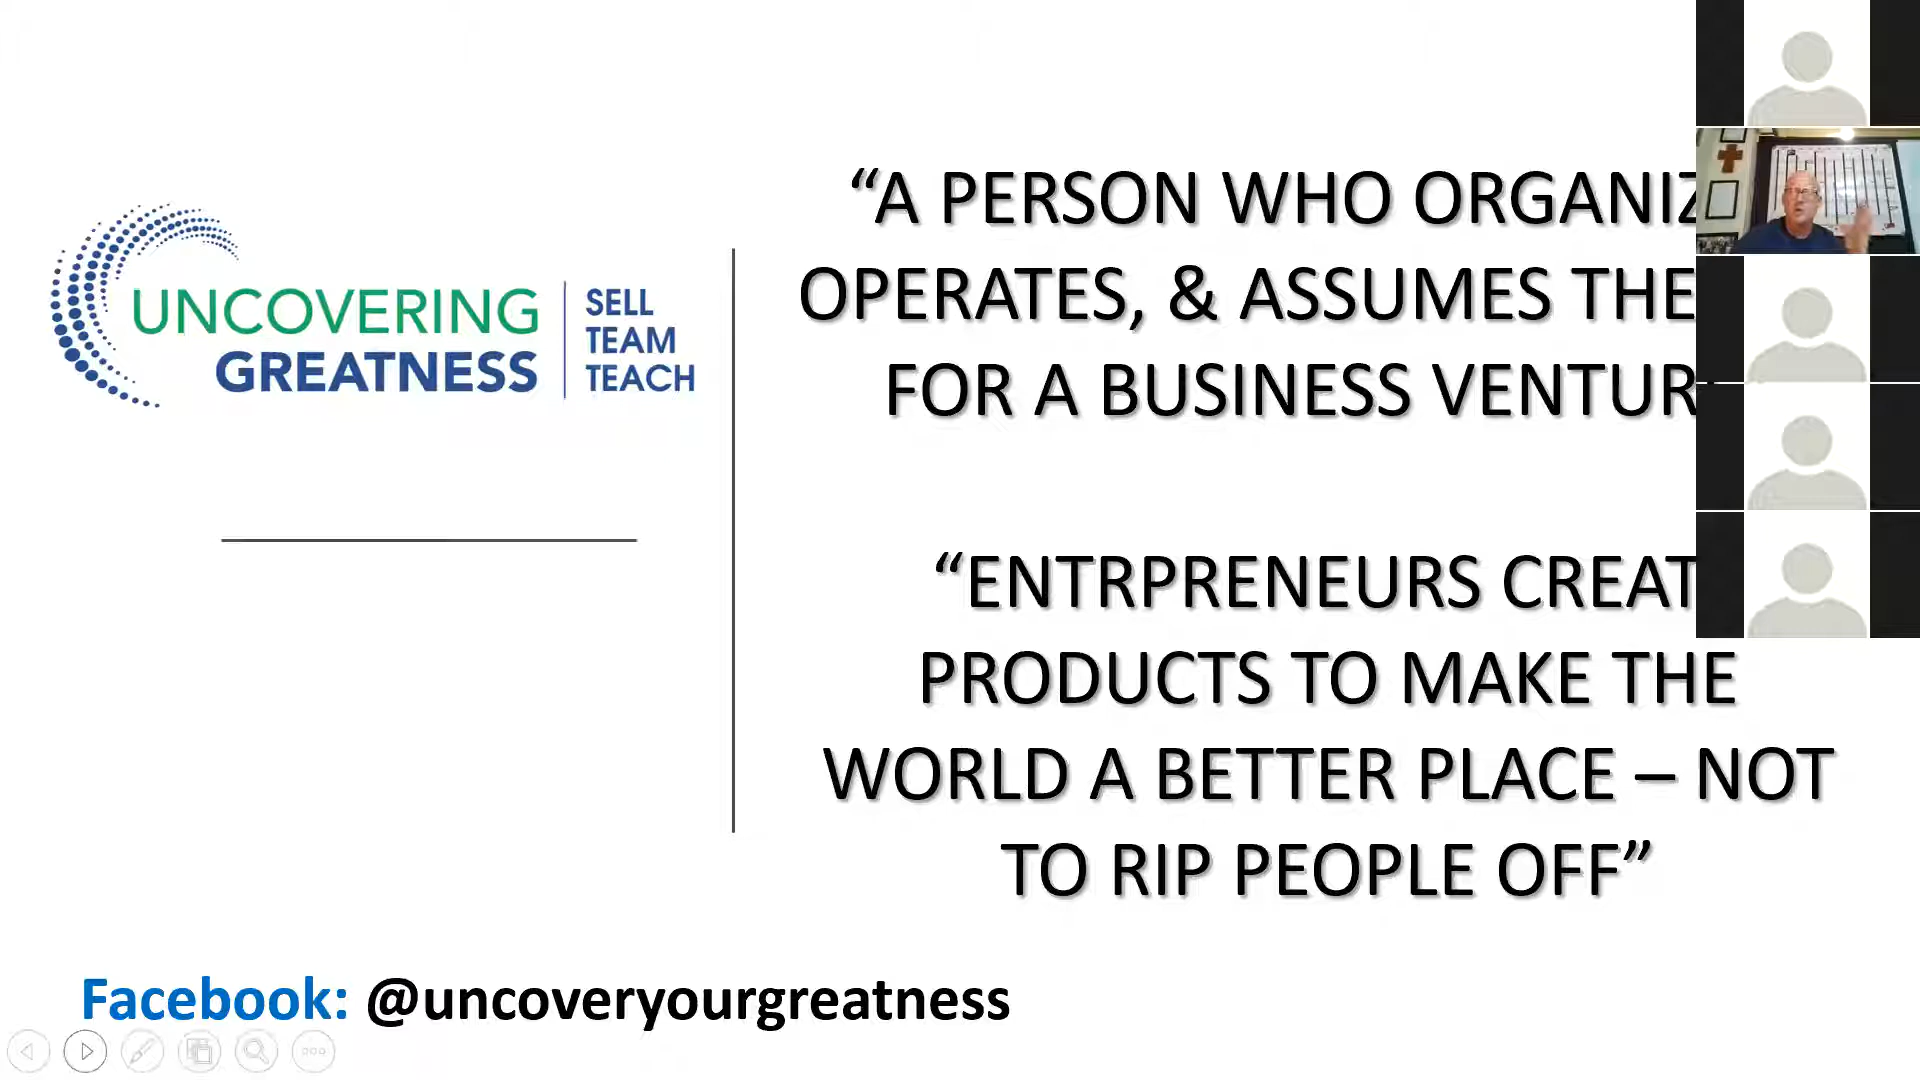 UNCOVERING
GREATNESS
SELL
TEAM
TEACH
“A PERSON WHO ORGANIZ
OPERATES, & ASSUMES THE
FOR A BUSINESS VENTUR
“ENTRPRENEURS CREAT
PRODUCTS TO MAKE THE
WORLD A BETTER PLACE – NOT
TO RIP PEOPLE OFF”
Facebook: @uncoveryourgreatness